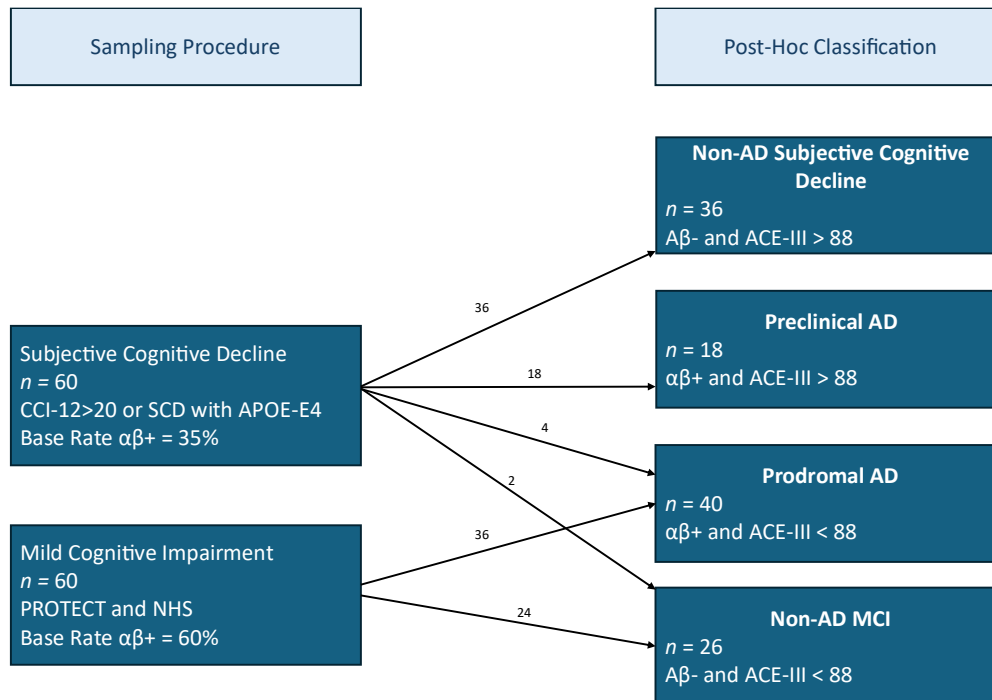 Sampling Procedure
Post-Hoc Classification
Non-AD Subjective Cognitive
Decline
n = 36
Aβ- and ACE-III > 88
36
Preclinical AD
n = 18
αβ+ and ACE-III > 88
18
Subjective Cognitive Decline
n = 60
CCI-12>20 or SCD with APOE-E4
Base Rate αβ+ = 35%
4
2
Prodromal AD
n = 40
αβ+ and ACE-III < 88
36
Mild Cognitive Impairment
n = 60
PROTECT and NHS
Base Rate αβ+ = 60%
24
Non-AD MCI
n = 26
Aβ- and ACE-III < 88